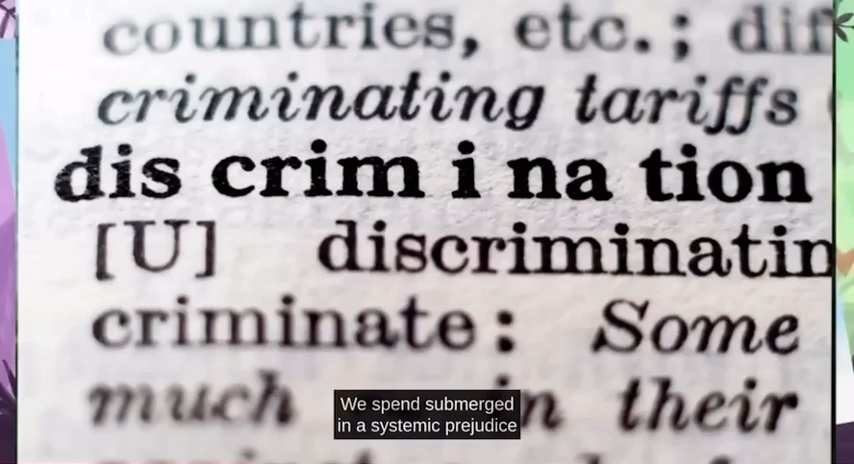 countries, etc.; dif
criminating tariffs
dis crim i na tion
[U] discriminatin
criminate: Some
much in their
We spend submerged
in a systemic prejudice